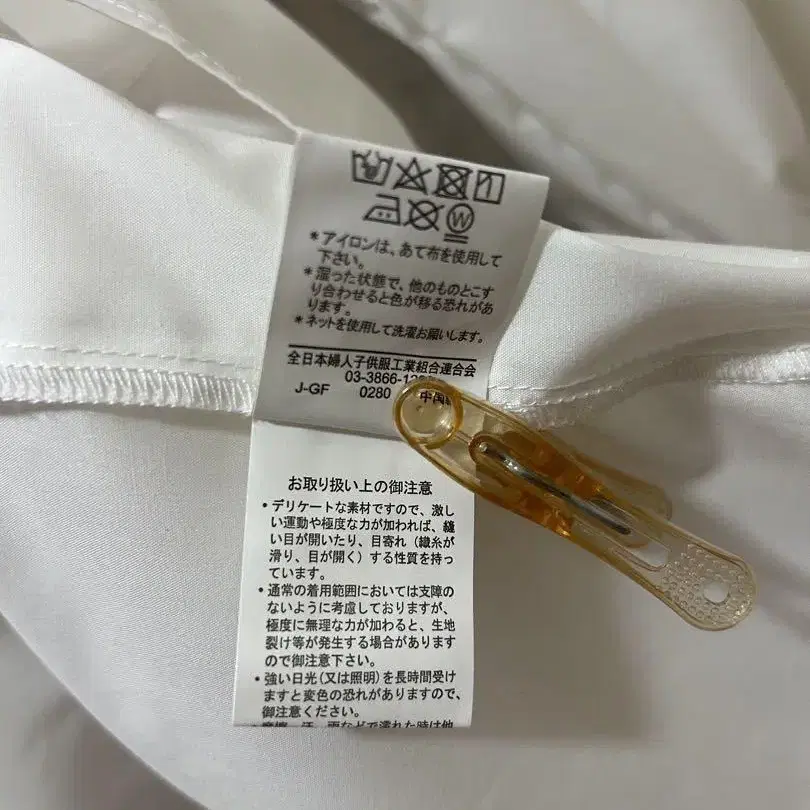 *アイロンは、あて布を使用して
下さい。
*湿った状態で、他のものとこす
り合わせると色が移る恐れがあ
ります。
*ネットを使用して洗濯お願いします。
全日本婦人子供服工業組合連合会
03-3866-12
J-GF 0280 中国
お取り扱い上の御注意
・デリケートな素材ですので、激し
い運動や極度な力が加われば、縫
い目が開いたり、目寄れ(織糸が
滑り、目が開く)する性質を持っ
ています。
・通常の着用範囲においては支障の
ないように考慮しておりますが、
極度に無理な力が加わると、生地
裂け等が発生する場合があります
ので御注意下さい。
・強い日光(又は照明)を長時間受け
ますと変色の恐れがありますので、
御注意ください。